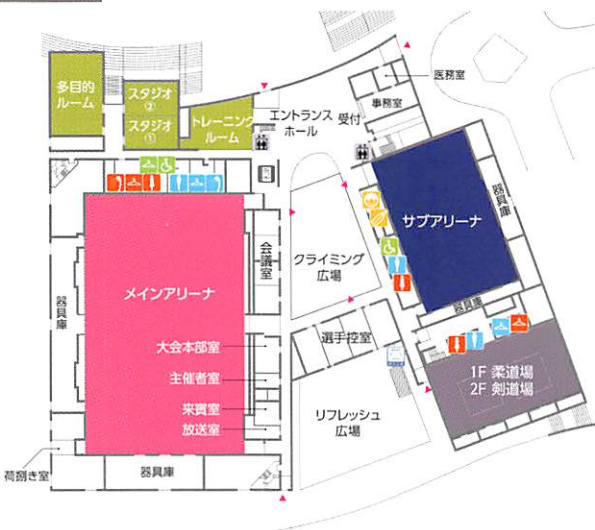 多目的
ルーム
スタジオ
②
スタジオ
①
トレーニング
ルーム
エントランス
ホール
受付
医務室
事務室
サブアリーナ
器具庫
会議室
クライミング
広場
メインアリーナ
器具庫
器具庫
選手控室
大会本部室
主催者室
来賓室
放送室
1F 柔道場
2F 剣道場
リフレッシュ
広場
荷捌き室
器具庫